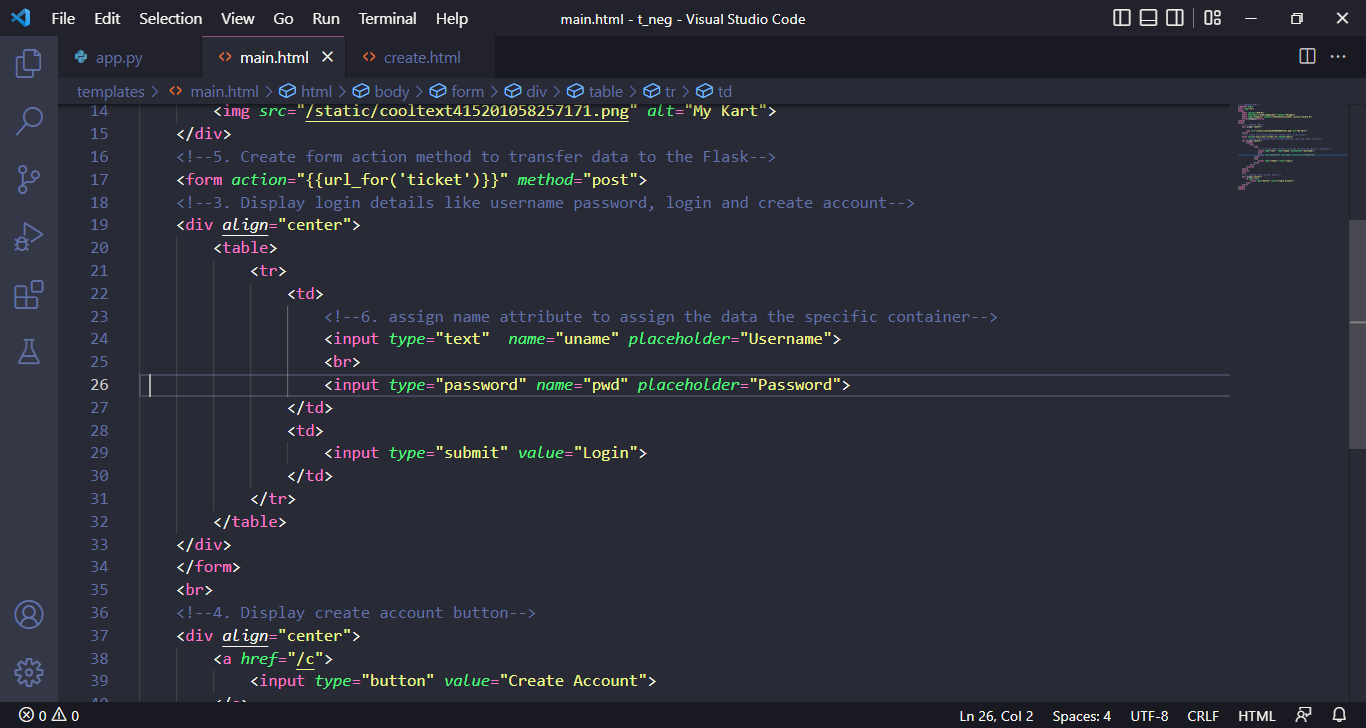 File Edit Selection View Go Run Terminal Help main.html - t_neg - Visual Studio Code
app.py main.html create.html
templates > main.html > html > body > form > div > table > tr > td
14 <img src="/static/cooltext415201058257171.png" alt="My Kart">
15 </div>
16 <!--5. Create form action method to transfer data to the Flask-->
17 <form action="{{url_for('ticket')}}" method="post">
18 <!--3. Display login details like username password, login and create account-->
19 <div align="center">
20 <table>
21 <tr>
22 <td>
23 <!--6. assign name attribute to assign the data the specific container-->
24 <input type="text"  name="uname" placeholder="Username">
25 <br>
26 <input type="password" name="pwd" placeholder="Password">
27 </td>
28 <td>
29 <input type="submit" value="Login">
30 </td>
31 </tr>
32 </table>
33 </div>
34 </form>
35 <br>
36 <!--4. Display create account button-->
37 <div align="center">
38 <a href="/c">
39 <input type="button" value="Create Account">
0 0 Ln 26, Col 2 Spaces: 4 UTF-8 CRLF HTML